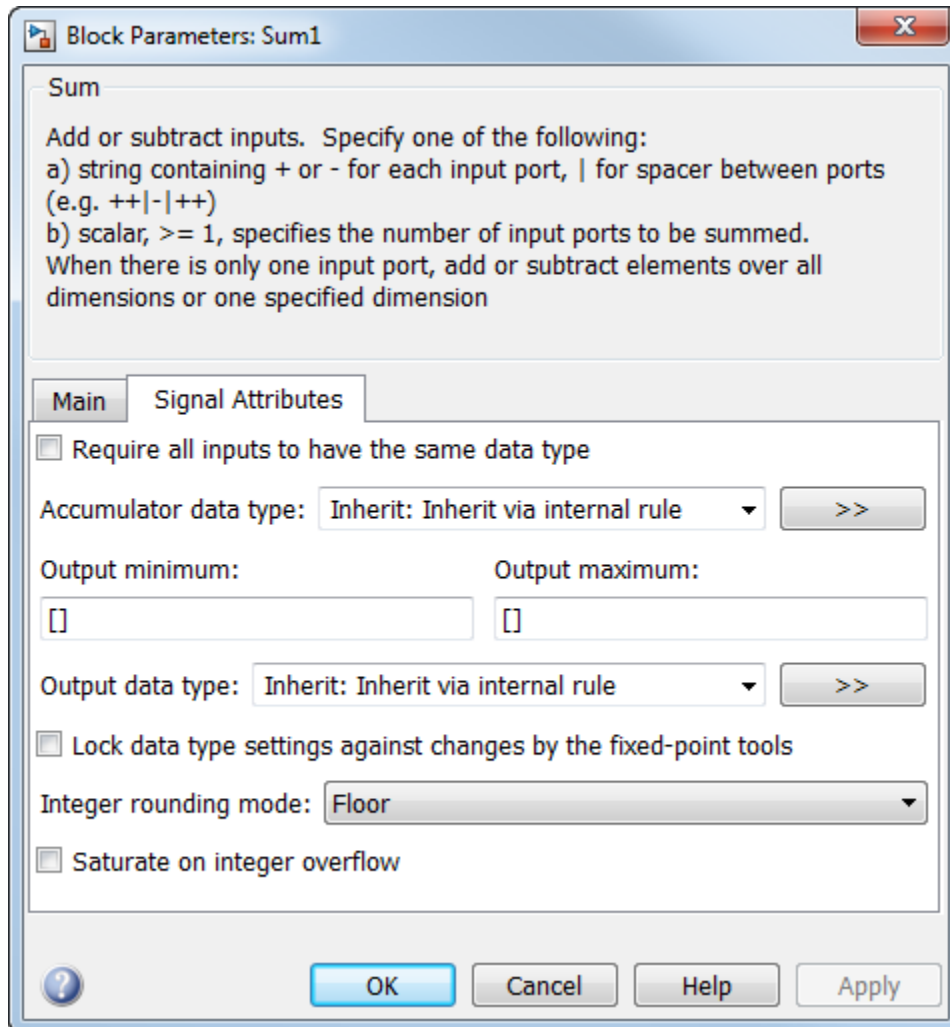 Block Parameters: Sum1
X
Sum
Add or subtract inputs.  Specify one of the following:
a) string containing + or - for each input port, | for spacer between ports
(e.g. ++|-|++)
b) scalar, >= 1, specifies the number of input ports to be summed.
When there is only one input port, add or subtract elements over all
dimensions or one specified dimension
Main Signal Attributes
Require all inputs to have the same data type
Accumulator data type: Inherit: Inherit via internal rule >>
Output minimum: Output maximum:
[] []
Output data type: Inherit: Inherit via internal rule >>
Lock data type settings against changes by the fixed-point tools
Integer rounding mode: Floor
Saturate on integer overflow
? OK Cancel Help Apply